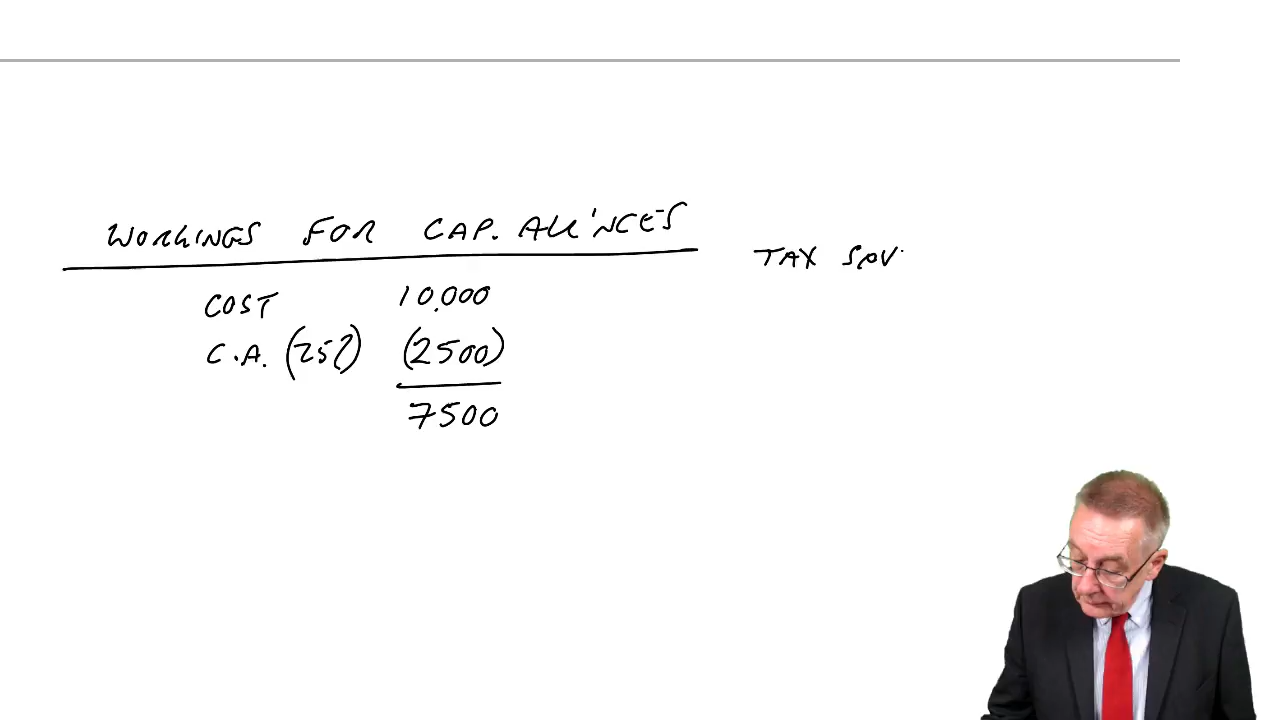 WORKINGS FOR CAP. ALL'NCES
TAX SAV
COST 10,000
C.A. (25%) (2500)
7500